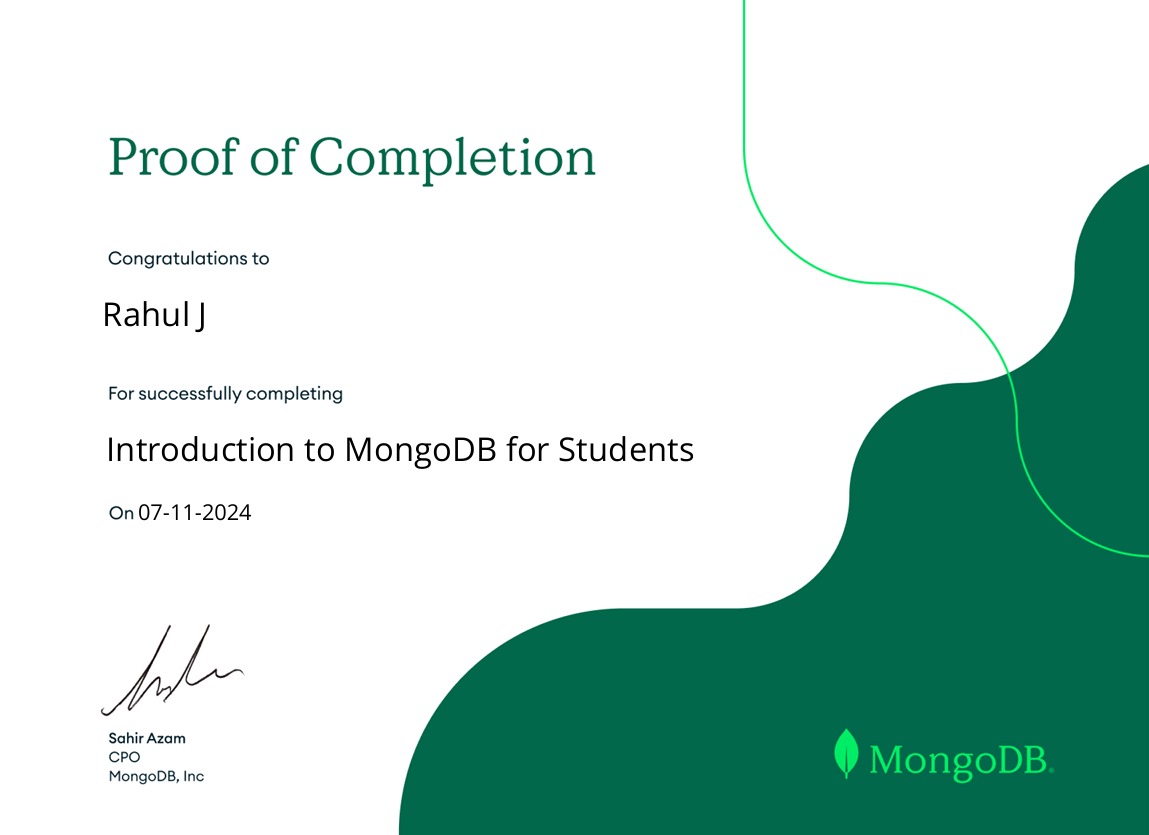 Proof of Completion
Congratulations to
Rahul J
For successfully completing
Introduction to MongoDB for Students
On 07-11-2024
Sahir Azam
CPO
MongoDB, Inc
MongoDB®